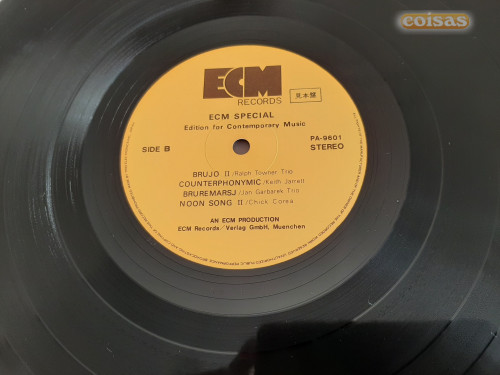 eoisas
ECM
RECORDS
見本盤
ECM SPECIAL
Edition for Contemporary Music
SIDE B
PA-9601
STEREO
BRUJO II/Ralph Towner Trio
COUNTERPHONYMIC/Keith Jarrett
BRUREMARSJ/Jan Garbarek Trio
NOON SONG II/Chick Corea
AN ECM PRODUCTION
ECM Records/Verlag GmbH, Muenchen